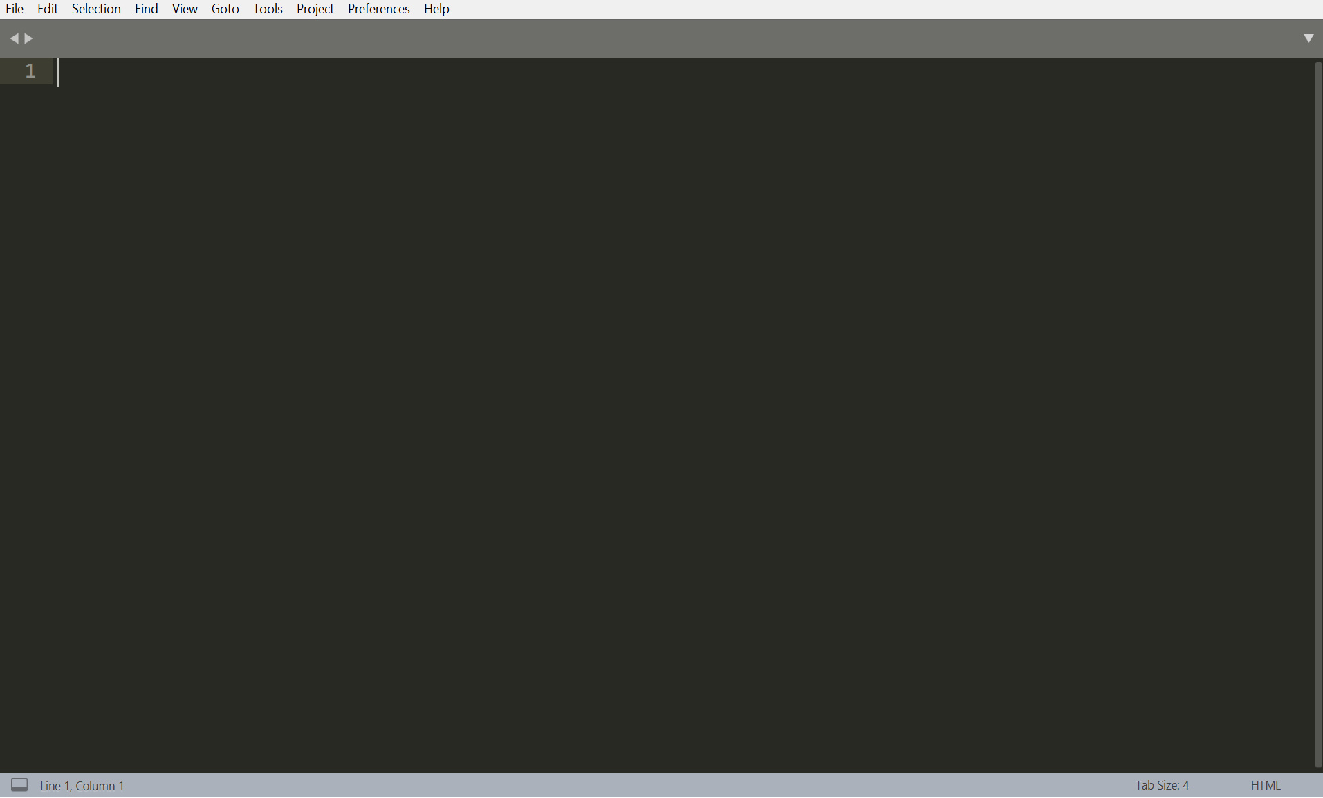 File Edit Selection Find View Goto Tools Project Preferences Help
1
Line 1, Column 1 Tab Size: 4 HTML